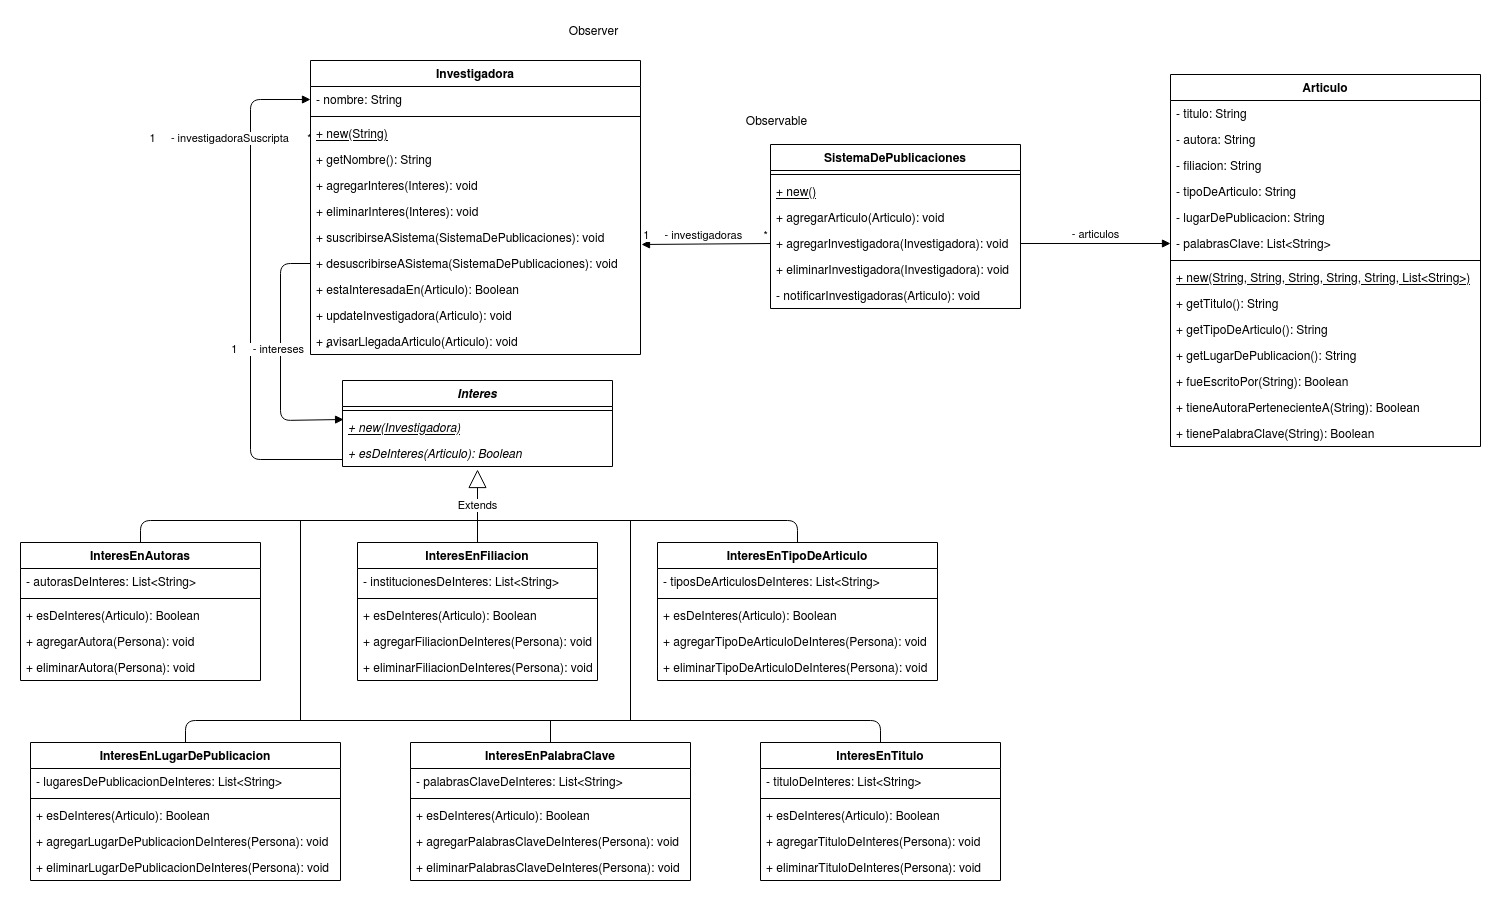 Observer
Investigadora
- nombre: String
+ new(String)
+ getNombre(): String
+ agregarInteres(Interes): void
+ eliminarInteres(Interes): void
+ suscribirseASistema(SistemaDePublicaciones): void
+ desuscribirseASistema(SistemaDePublicaciones): void
+ estaInteresadaEn(Articulo): Boolean
+ updateInvestigadora(Articulo): void
+ avisarLlegadaArticulo(Articulo): void
1 - investigadoraSuscripta *
1 - intereses *
Observable
SistemaDePublicaciones
+ new()
+ agregarArticulo(Articulo): void
+ agregarInvestigadora(Investigadora): void
+ eliminarInvestigadora(Investigadora): void
- notificarInvestigadoras(Articulo): void
1 - investigadoras *
- articulos
Articulo
- titulo: String
- autora: String
- filiacion: String
- tipoDeArticulo: String
- lugarDePublicacion: String
- palabrasClave: List<String>
+ new(String, String, String, String, String, List<String>)
+ getTitulo(): String
+ getTipoDeArticulo(): String
+ getLugarDePublicacion(): String
+ fueEscritoPor(String): Boolean
+ tieneAutoraPertenecienteA(String): Boolean
+ tienePalabraClave(String): Boolean
Interes
+ new(Investigadora)
+ esDeInteres(Articulo): Boolean
Extends
InteresEnAutoras
- autorasDeInteres: List<String>
+ esDeInteres(Articulo): Boolean
+ agregarAutora(Persona): void
+ eliminarAutora(Persona): void
InteresEnFiliacion
- institucionesDeInteres: List<String>
+ esDeInteres(Articulo): Boolean
+ agregarFiliacionDeInteres(Persona): void
+ eliminarFiliacionDeInteres(Persona): void
InteresEnTipoDeArticulo
- tiposDeArticulosDeInteres: List<String>
+ esDeInteres(Articulo): Boolean
+ agregarTipoDeArticuloDeInteres(Persona): void
+ eliminarTipoDeArticuloDeInteres(Persona): void
InteresEnLugarDePublicacion
- lugaresDePublicacionDeInteres: List<String>
+ esDeInteres(Articulo): Boolean
+ agregarLugarDePublicacionDeInteres(Persona): void
+ eliminarLugarDePublicacionDeInteres(Persona): void
InteresEnPalabraClave
- palabrasClaveDeInteres: List<String>
+ esDeInteres(Articulo): Boolean
+ agregarPalabrasClaveDeInteres(Persona): void
+ eliminarPalabrasClaveDeInteres(Persona): void
InteresEnTitulo
- tituloDeInteres: List<String>
+ esDeInteres(Articulo): Boolean
+ agregarTituloDeInteres(Persona): void
+ eliminarTituloDeInteres(Persona): void